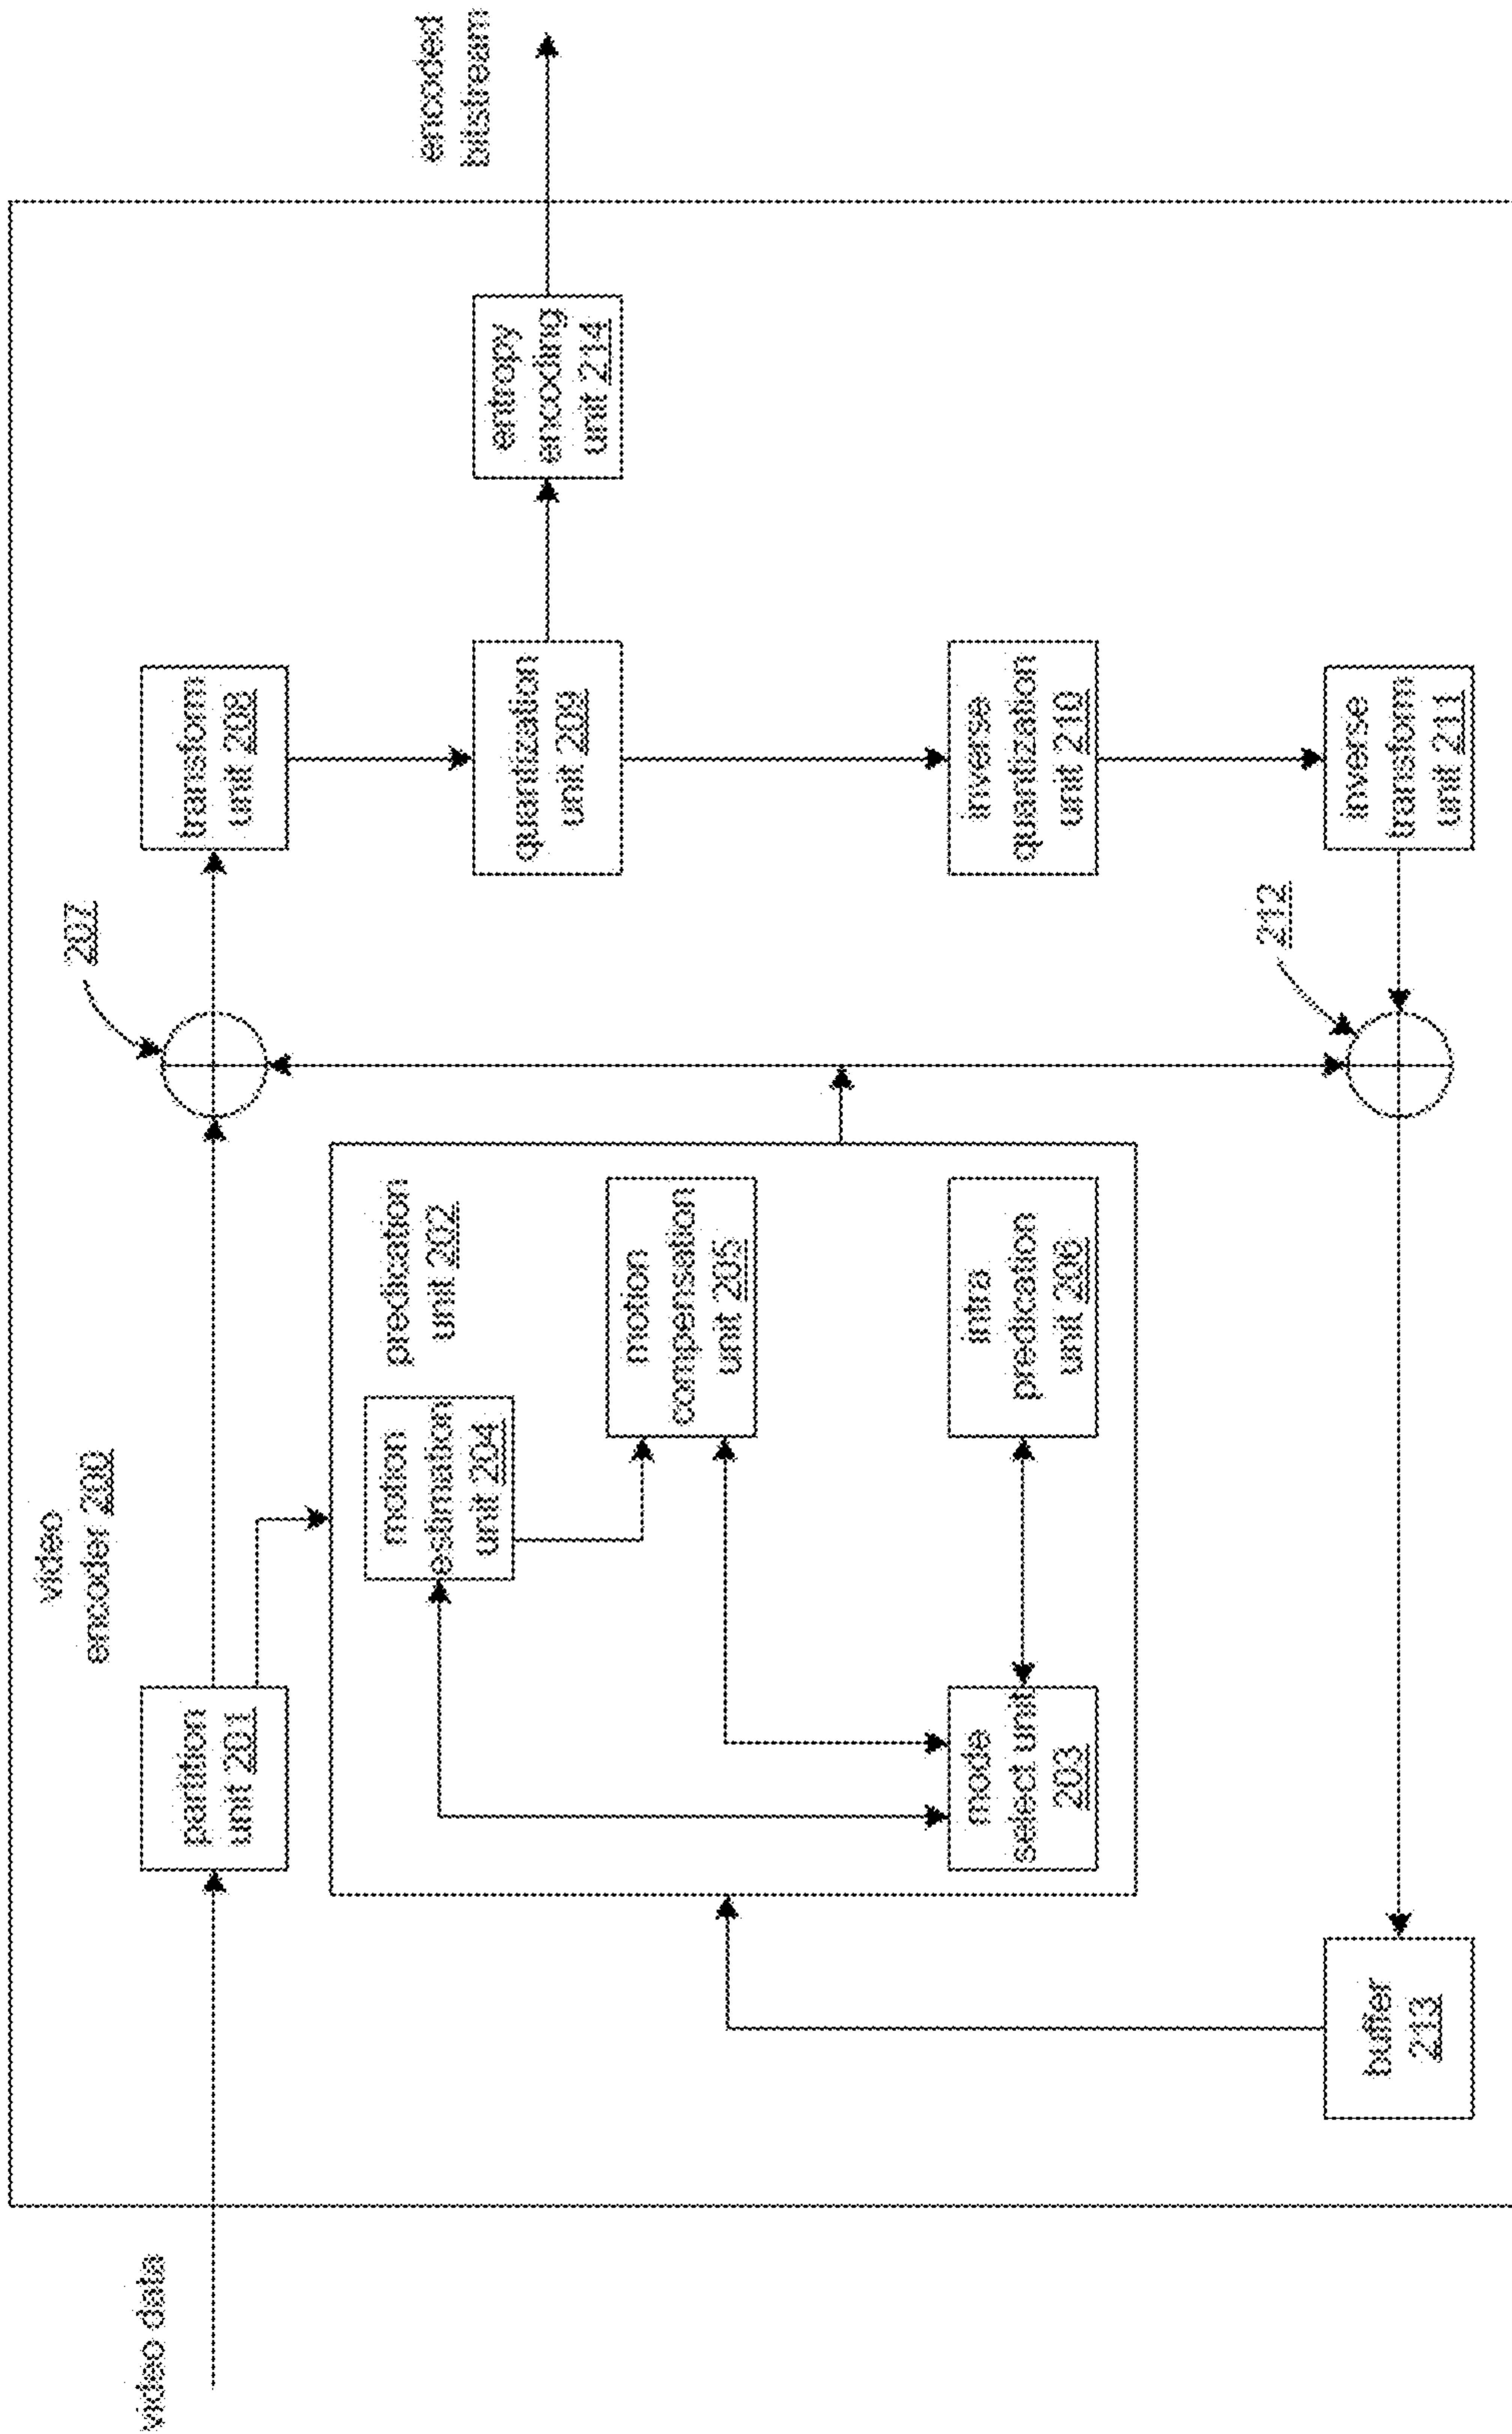 video
encoder 200
video data
partition
unit 201
207
transform
unit 208
predication
unit 202
motion
estimation
unit 204
motion
compensation
unit 205
mode
select unit
203
intra
predication
unit 206
quantization
unit 209
entropy
encoding
unit 214
encoded
bitstream
inverse
quantization
unit 210
buffer
213
212
inverse
transform
unit 211